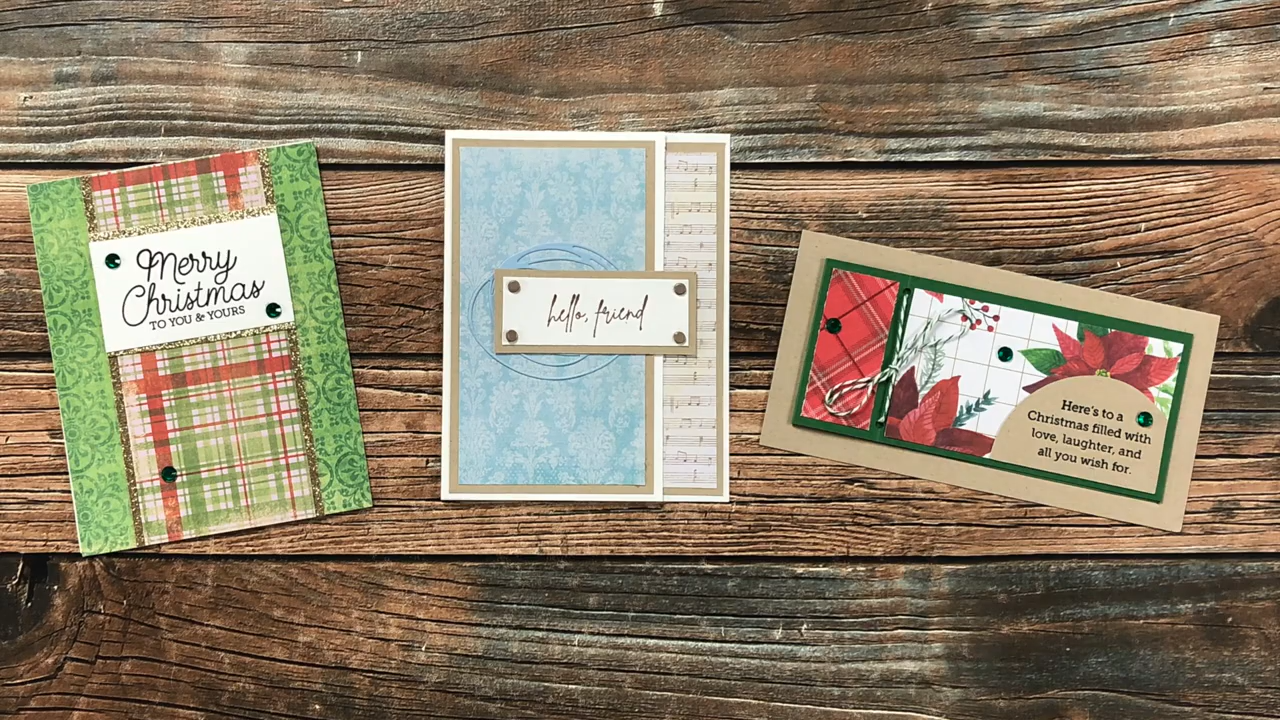 Merry
Christmas
TO YOU & YOURS
hello, friend
Here's to a
Christmas filled with
love, laughter, and
all you wish for.